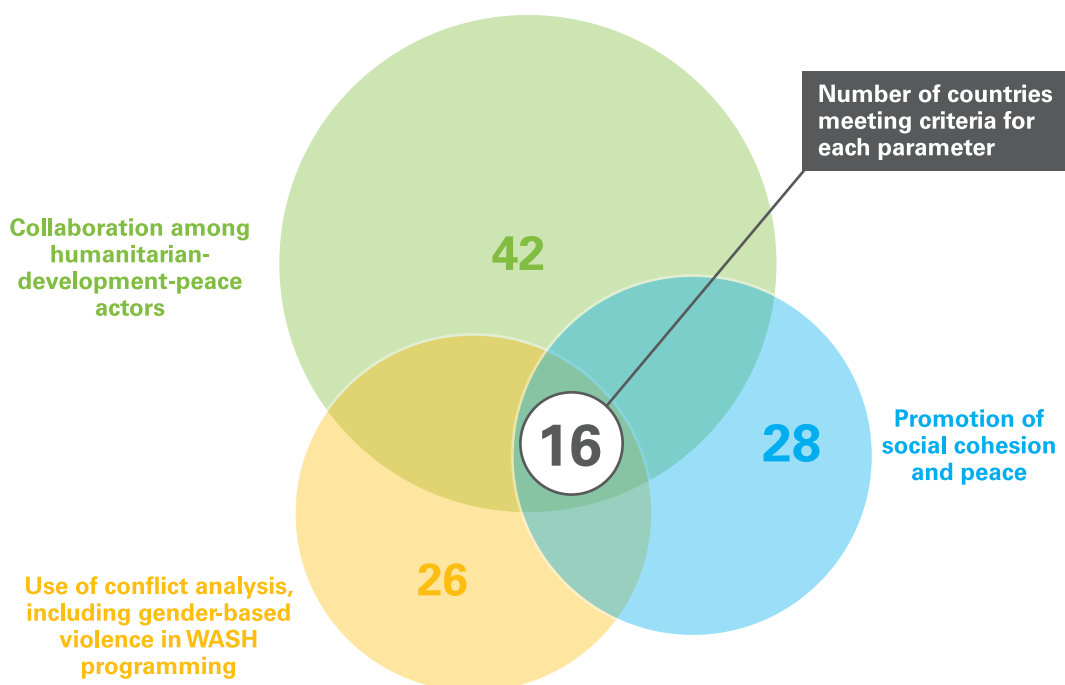 Number of countries
meeting criteria for
each parameter
Collaboration among
humanitarian-
development-peace
actors
42
16
28
Promotion of
social cohesion
and peace
26
Use of conflict analysis,
including gender-based
violence in WASH
programming